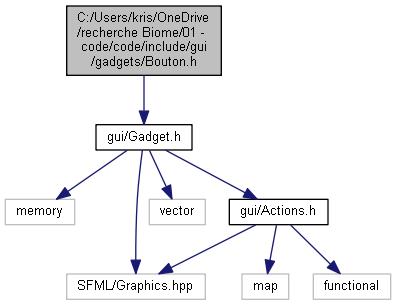 C:/Users/kris/OneDrive
/recherche Biome/01 -
code/code/include/gui
/gadgets/Bouton.h
gui/Gadget.h
memory
vector
gui/Actions.h
SFML/Graphics.hpp
map
functional